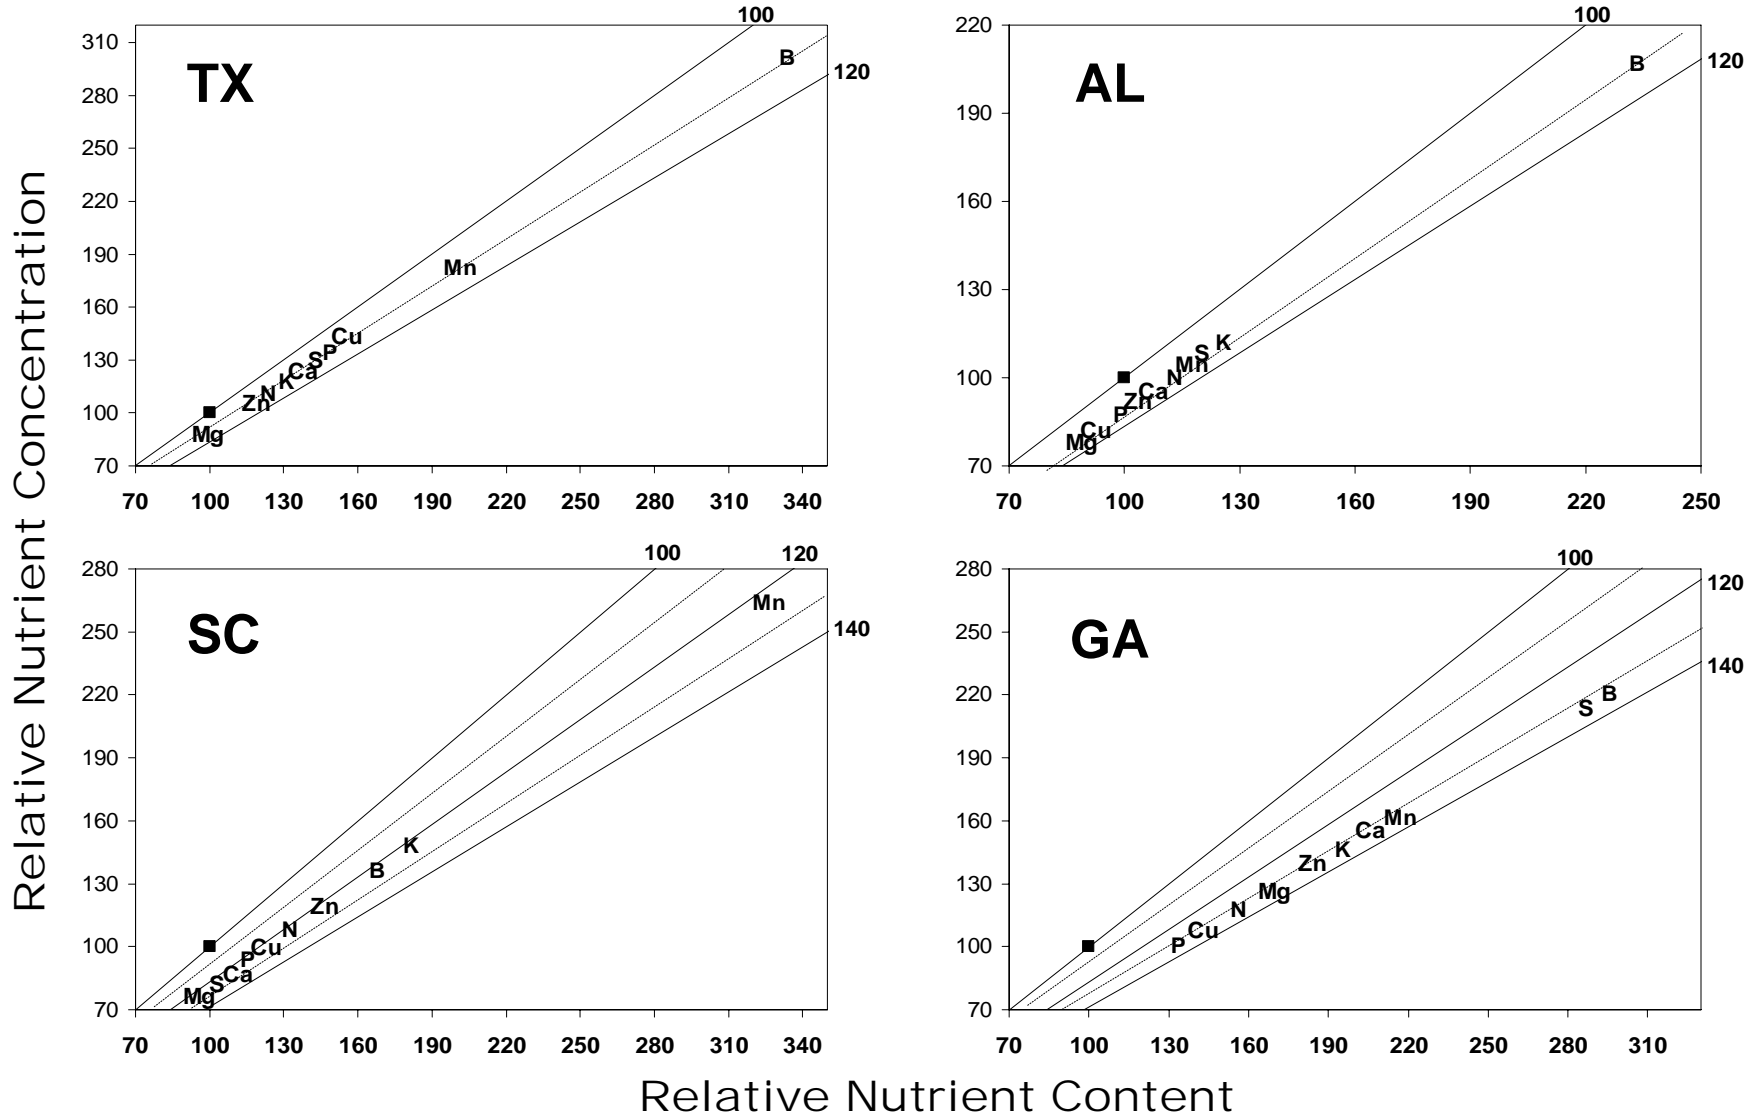 100
TX
310
280
250
220
190
160
130
100
70
B
120
Mn
Cu
P
S
Ca
K
N
Zn
Mg
70 100 130 160 190 220 250 280 310 340
100
AL
220
190
160
130
100
70
B
120
K
S
Mn
N
Ca
Zn
P
Cu
Mg
70 100 130 160 190 220 250
100 120
SC
280
250
220
190
160
130
100
70
Mn
140
K
B
Zn
N
Cu
P
Ca
S
Mg
70 100 130 160 190 220 250 280 310 340
100
GA
280
250
220
190
160
130
100
70
120
140
B
S
Mn
Ca
K
Zn
Mg
N
Cu
P
70 100 130 160 190 220 250 280 310
Relative Nutrient Concentration
Relative Nutrient Content